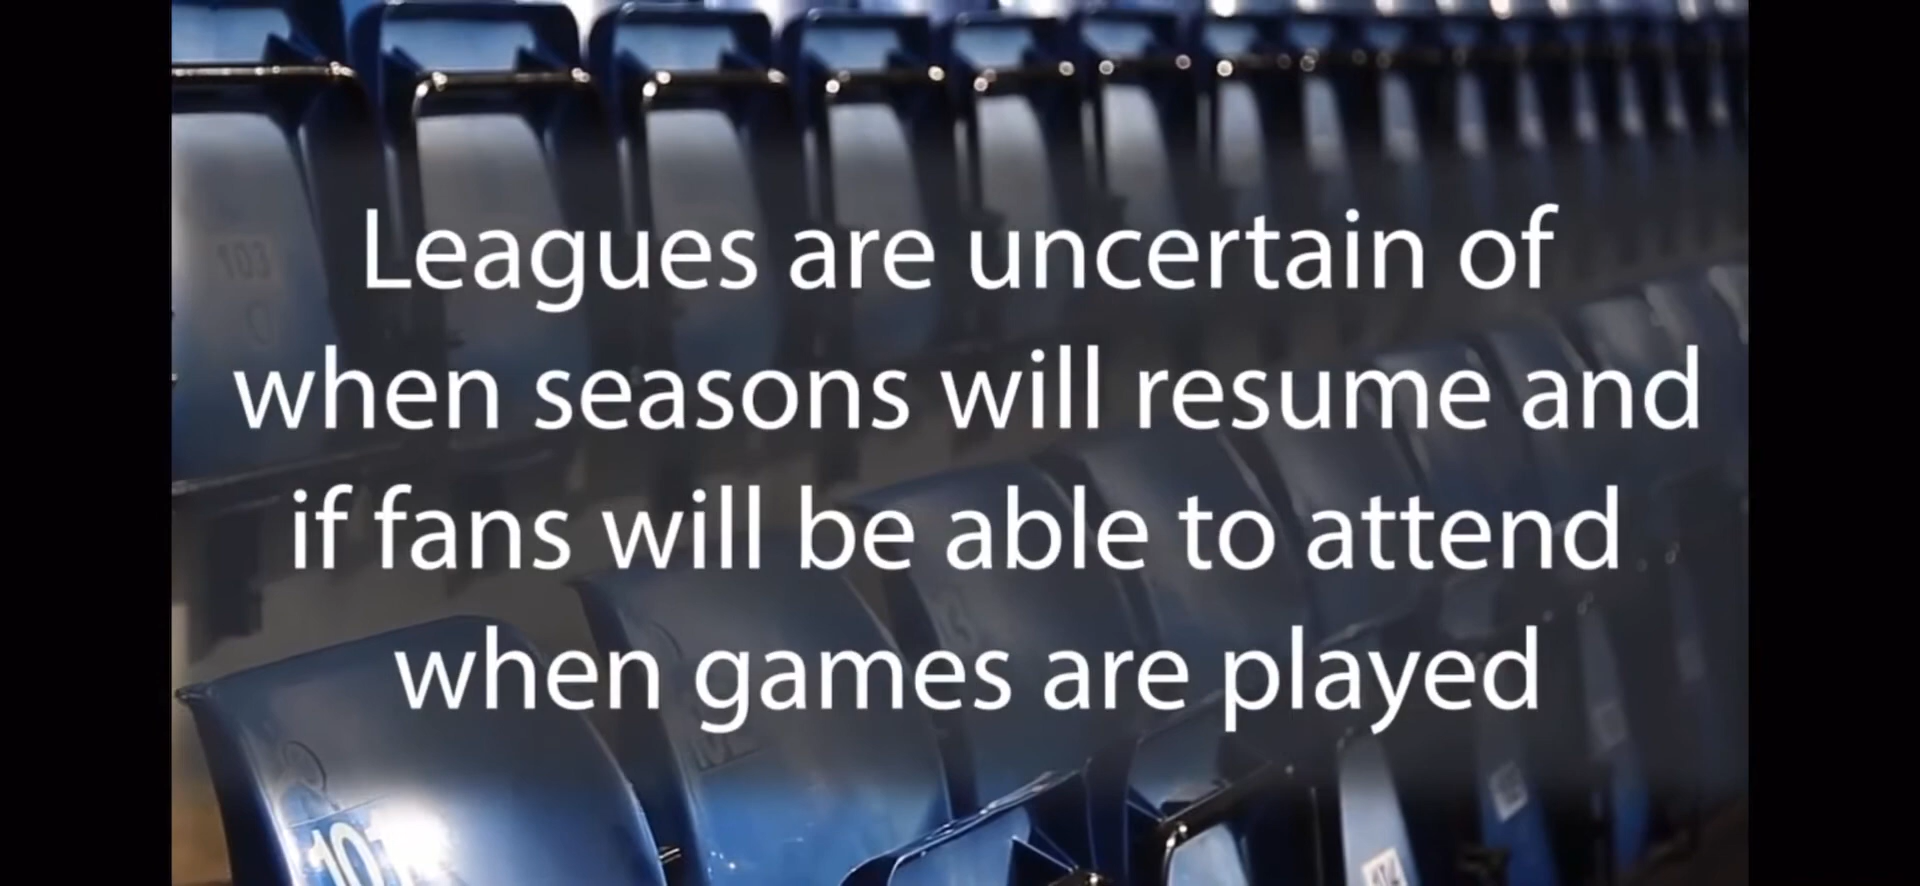 103
Leagues are uncertain of
when seasons will resume and
if fans will be able to attend
when games are played